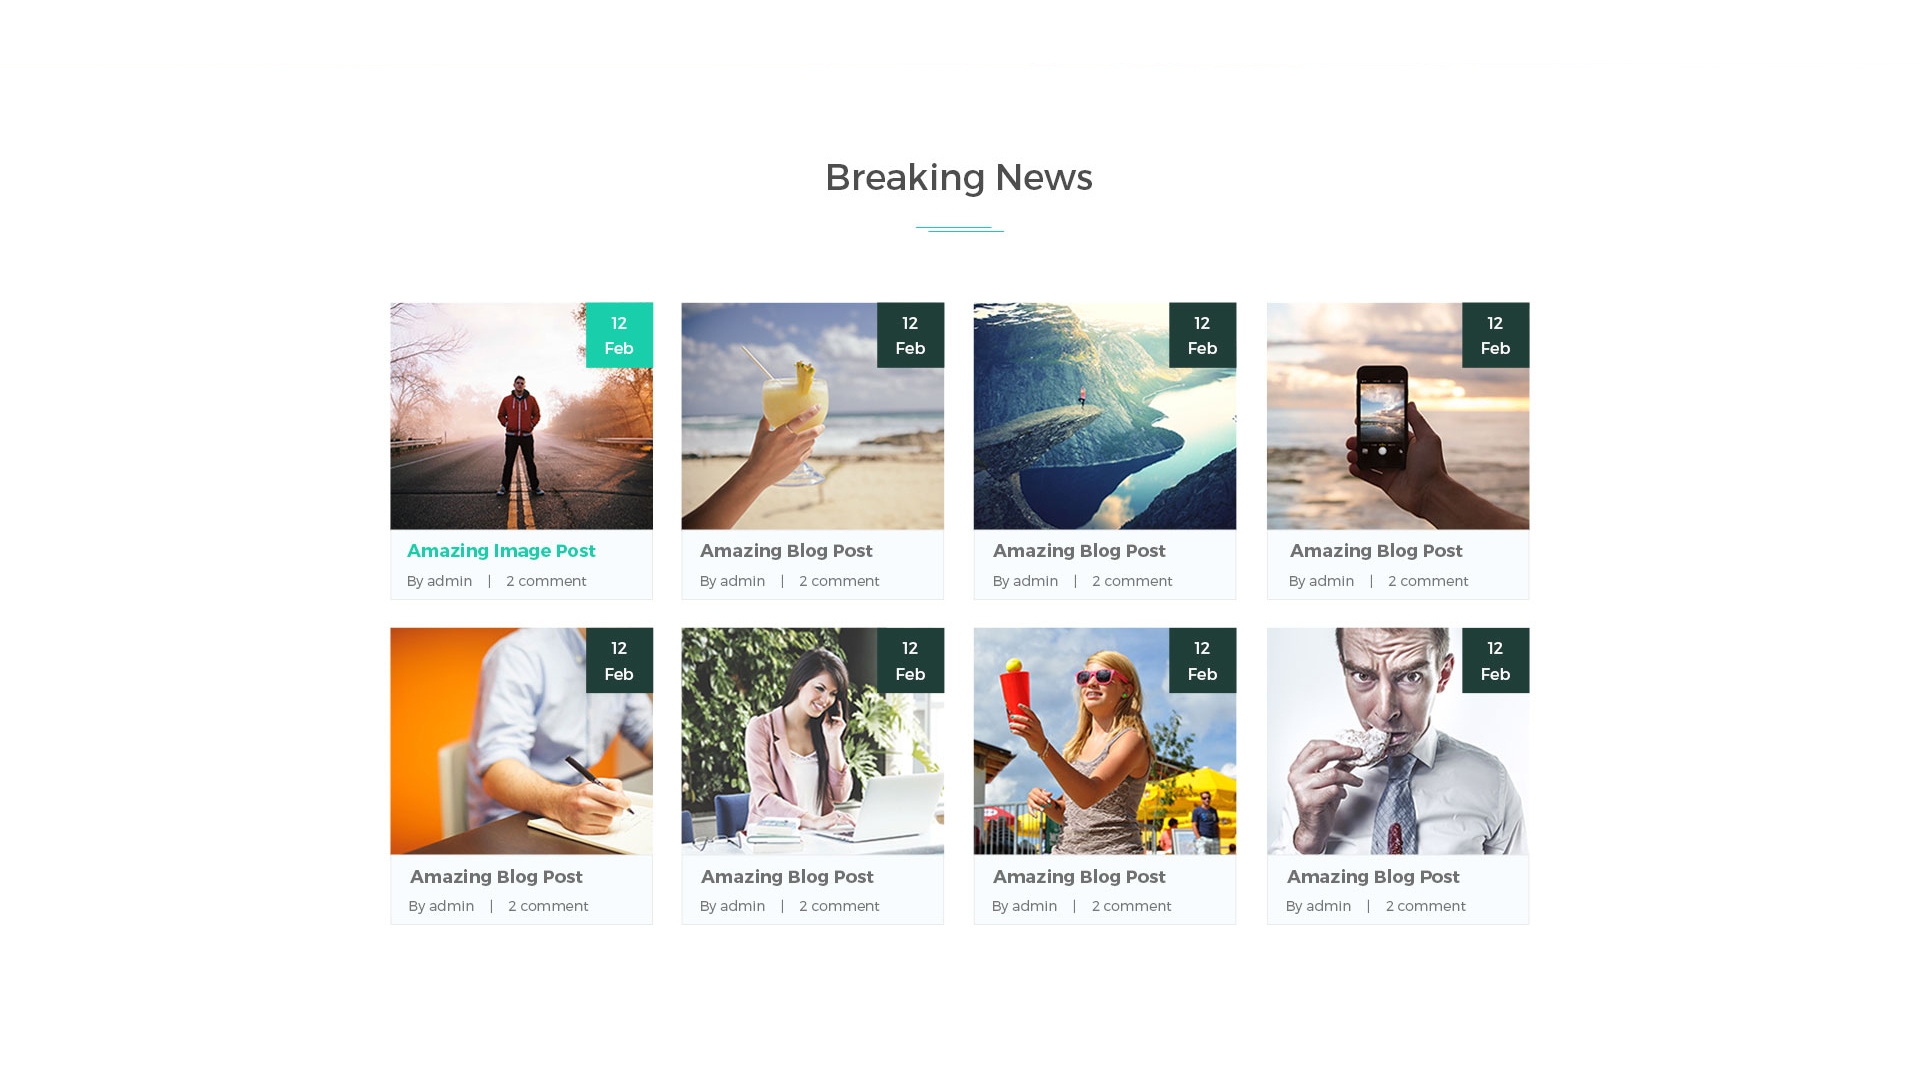 Breaking News
12
Feb
12
Feb
12
Feb
12
Feb
Amazing Image Post
By admin | 2 comment
Amazing Blog Post
By admin | 2 comment
Amazing Blog Post
By admin | 2 comment
Amazing Blog Post
By admin | 2 comment
12
Feb
12
Feb
12
Feb
12
Feb
Amazing Blog Post
By admin | 2 comment
Amazing Blog Post
By admin | 2 comment
Amazing Blog Post
By admin | 2 comment
Amazing Blog Post
By admin | 2 comment